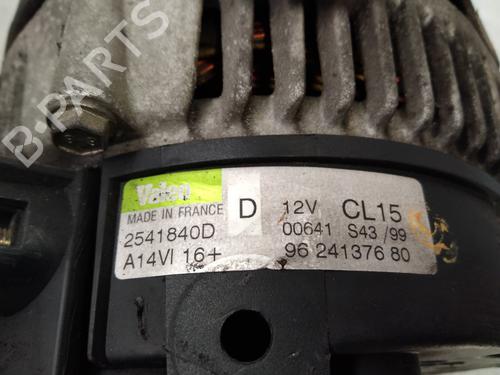 B-PARTS
Valeo
MADE IN FRANCE
D
12V
CL15
2541840D
00641 S43 /99
A14VI 16+
96 241376 80